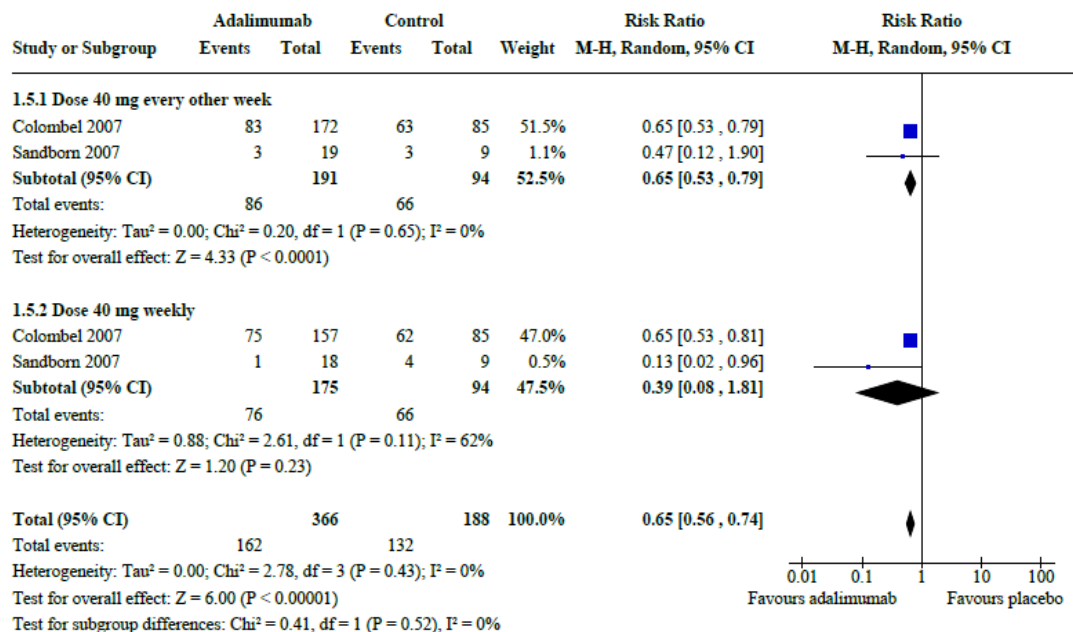 Adalimumab Control Risk Ratio Risk Ratio
Study or Subgroup Events Total Events Total Weight M-H, Random, 95% CI M-H, Random, 95% CI
1.5.1 Dose 40 mg every other week
Colombel 2007 83 172 63 85 51.5% 0.65 [0.53 , 0.79]
Sandborn 2007 3 19 3 9 1.1% 0.47 [0.12 , 1.90]
Subtotal (95% CI) 191 94 52.5% 0.65 [0.53 , 0.79]
Total events: 86 66
Heterogeneity: Tau² = 0.00; Chi² = 0.20, df = 1 (P = 0.65); I² = 0%
Test for overall effect: Z = 4.33 (P < 0.0001)
1.5.2 Dose 40 mg weekly
Colombel 2007 75 157 62 85 47.0% 0.65 [0.53 , 0.81]
Sandborn 2007 1 18 4 9 0.5% 0.13 [0.02 , 0.96]
Subtotal (95% CI) 175 94 47.5% 0.39 [0.08 , 1.81]
Total events: 76 66
Heterogeneity: Tau² = 0.88; Chi² = 2.61, df = 1 (P = 0.11); I² = 62%
Test for overall effect: Z = 1.20 (P = 0.23)
Total (95% CI) 366 188 100.0% 0.65 [0.56 , 0.74]
Total events: 162 132
Heterogeneity: Tau² = 0.00; Chi² = 2.78, df = 3 (P = 0.43); I² = 0%
0.01 0.1 1 10 100
Test for overall effect: Z = 6.00 (P < 0.00001)
Favours adalimumab Favours placebo
Test for subgroup differences: Chi² = 0.41, df = 1 (P = 0.52), I² = 0%